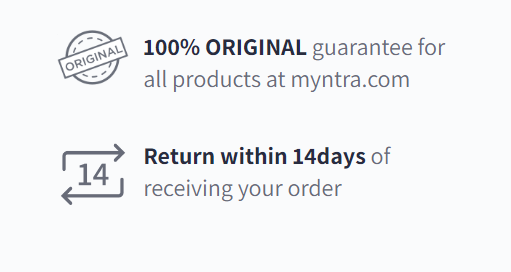 ORIGINAL
100% ORIGINAL guarantee for
all products at myntra.com
14
Return within 14days of
receiving your order